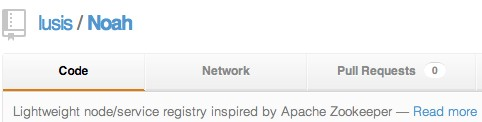 lusis / Noah
Code Network Pull Requests 0
Lightweight node/service registry inspired by Apache Zookeeper — Read more